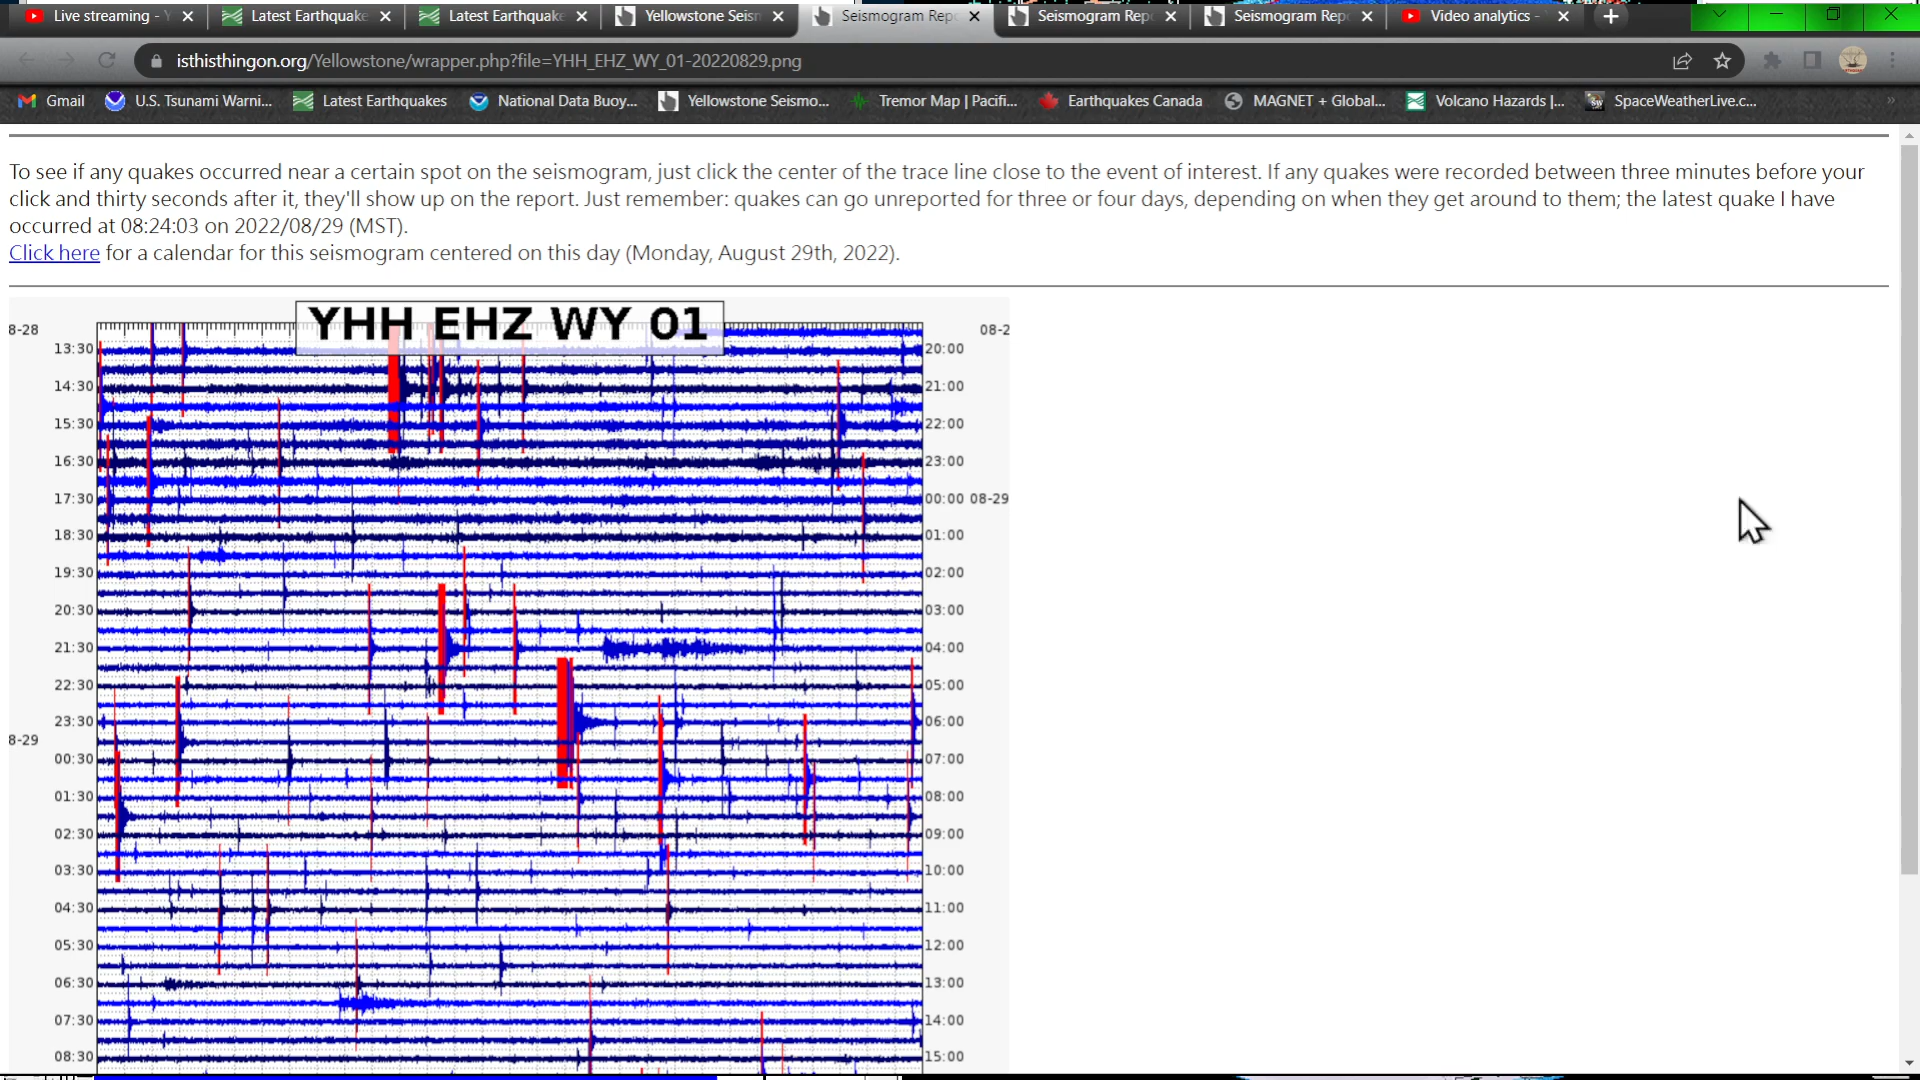 Live streaming - Y
Latest Earthquake
Latest Earthquake
Yellowstone Seism
Seismogram Repo
Seismogram Repo
Seismogram Repo
Video analytics -
isthisthingon.org/Yellowstone/wrapper.php?file=YHH_EHZ_WY_01-20220829.png
Gmail
U.S. Tsunami Warni...
Latest Earthquakes
National Data Buoy...
Yellowstone Seismo...
Tremor Map | Pacifi...
Earthquakes Canada
MAGNET + Global...
Volcano Hazards |...
SpaceWeatherLive.c...
To see if any quakes occurred near a certain spot on the seismogram, just click the center of the trace line close to the event of interest. If any quakes were recorded between three minutes before your
click and thirty seconds after it, they'll show up on the report. Just remember: quakes can go unreported for three or four days, depending on when they get around to them; the latest quake I have
occurred at 08:24:03 on 2022/08/29 (MST).
Click here for a calendar for this seismogram centered on this day (Monday, August 29th, 2022).
YHH EHZ WY 01
8-28 08-2
13:30 20:00
14:30 21:00
15:30 22:00
16:30 23:00
17:30 00:00 08-29
18:30 01:00
19:30 02:00
20:30 03:00
21:30 04:00
22:30 05:00
23:30 06:00
8-29
00:30 07:00
01:30 08:00
02:30 09:00
03:30 10:00
04:30 11:00
05:30 12:00
06:30 13:00
07:30 14:00
08:30 15:00